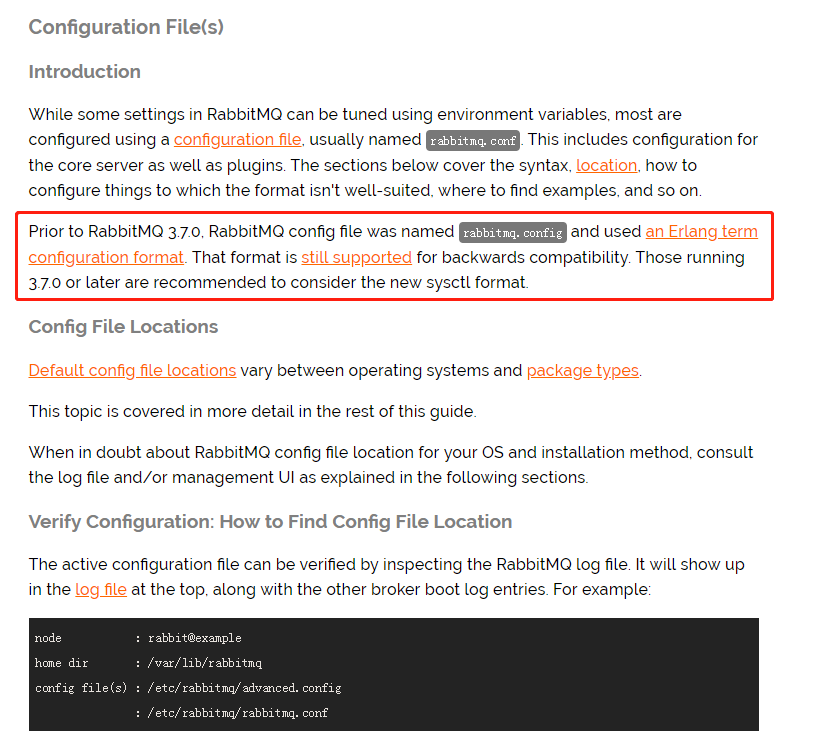 Configuration File(s)
Introduction
While some settings in RabbitMQ can be tuned using environment variables, most are
configured using a configuration file, usually named rabbitmq.conf. This includes configuration for
the core server as well as plugins. The sections below cover the syntax, location, how to
configure things to which the format isn't well-suited, where to find examples, and so on.
Prior to RabbitMQ 3.7.0, RabbitMQ config file was named rabbitmq.config and used an Erlang term
configuration format. That format is still supported for backwards compatibility. Those running
3.7.0 or later are recommended to consider the new sysctl format.
Config File Locations
Default config file locations vary between operating systems and package types.
This topic is covered in more detail in the rest of this guide.
When in doubt about RabbitMQ config file location for your OS and installation method, consult
the log file and/or management UI as explained in the following sections.
Verify Configuration: How to Find Config File Location
The active configuration file can be verified by inspecting the RabbitMQ log file. It will show up
in the log file at the top, along with the other broker boot log entries. For example:
node           : rabbit@example
home dir       : /var/lib/rabbitmq
config file(s) : /etc/rabbitmq/advanced.config
               : /etc/rabbitmq/rabbitmq.conf